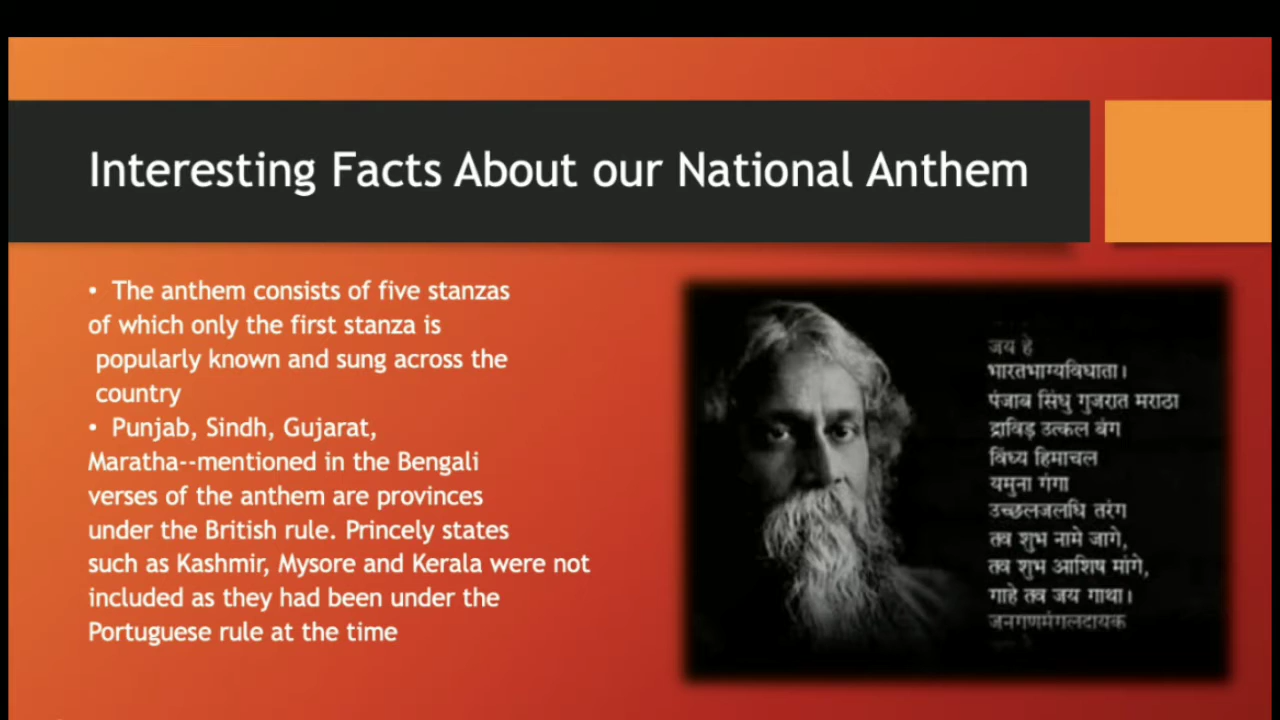 Interesting Facts About our National Anthem
• The anthem consists of five stanzas
of which only the first stanza is
popularly known and sung across the
country
• Punjab, Sindh, Gujarat,
Maratha--mentioned in the Bengali
verses of the anthem are provinces
under the British rule. Princely states
such as Kashmir, Mysore and Kerala were not
included as they had been under the
Portuguese rule at the time
जय हे
भारतभाग्यविधाता।
पंजाब सिंधु गुजरात मराठा
द्राविड़ उत्कल बंग
विंध्य हिमाचल
यमुना गंगा
उच्छलजलधि तरंग
तव शुभ नामे जागे,
तव शुभ आशिष मांगे,
गाहे तव जय गाथा।
जनगणमंगलदायक